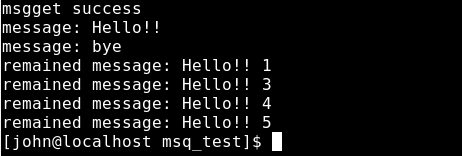 msgget success
message: Hello!!
message: bye
remained message: Hello!! 1
remained message: Hello!! 3
remained message: Hello!! 4
remained message: Hello!! 5
[john@localhost msq_test]$